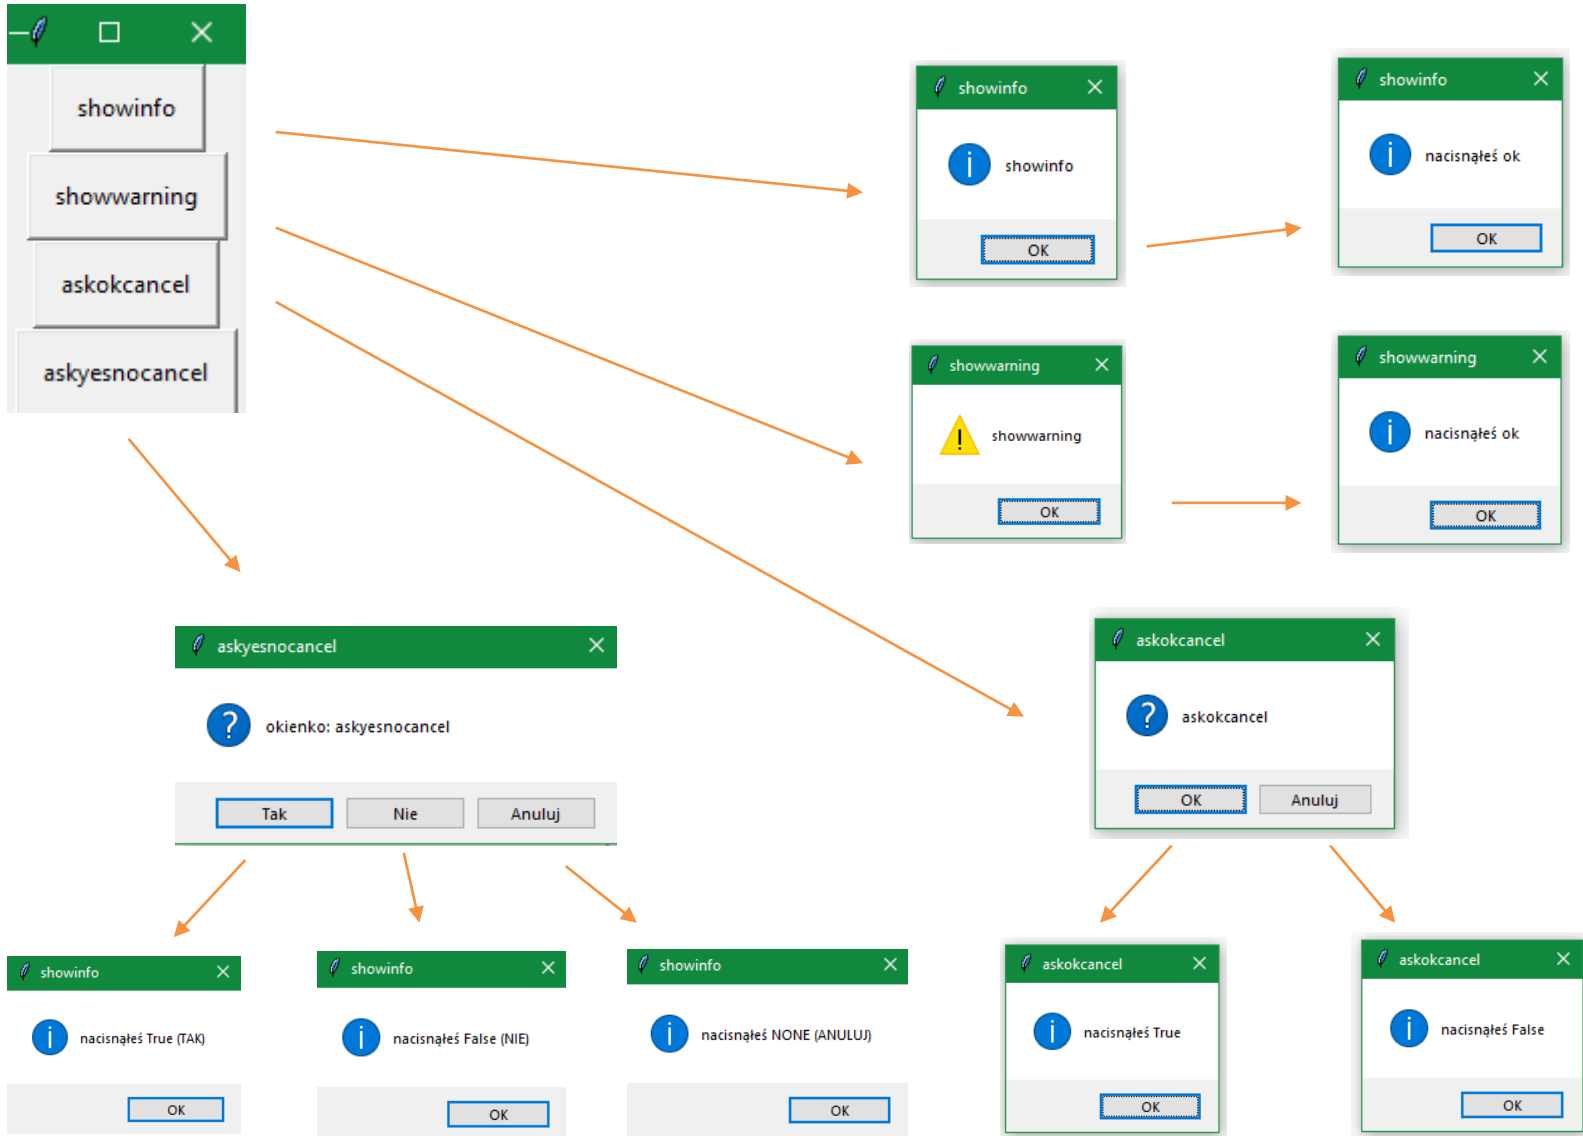 showinfo
showwarning
askokcancel
askyesnocancel
showinfo
showinfo
OK
showinfo
nacisnąłeś ok
OK
showwarning
showwarning
OK
showwarning
nacisnąłeś ok
OK
askyesnocancel
okienko: askyesnocancel
Tak Nie Anuluj
askokcancel
askokcancel
OK Anuluj
showinfo
nacisnąłeś True (TAK)
OK
showinfo
nacisnąłeś False (NIE)
OK
showinfo
nacisnąłeś NONE (ANULUJ)
OK
askokcancel
nacisnąłeś True
OK
askokcancel
nacisnąłeś False
OK